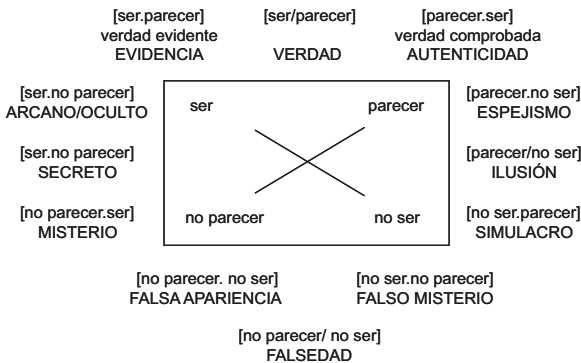 [ser.parecer] [ser/parecer] [parecer.ser]
verdad evidente verdad comprobada
EVIDENCIA VERDAD AUTENTICIDAD
[ser.no parecer] ser parecer [parecer.no ser]
ARCANO/OCULTO ESPEJISMO
[ser.no parecer] [parecer/no ser]
SECRETO ILUSIÓN
[no parecer.ser] no parecer no ser [no ser.parecer]
MISTERIO SIMULACRO
[no parecer. no ser] [no ser.no parecer]
FALSA APARIENCIA FALSO MISTERIO
[no parecer/ no ser]
FALSEDAD